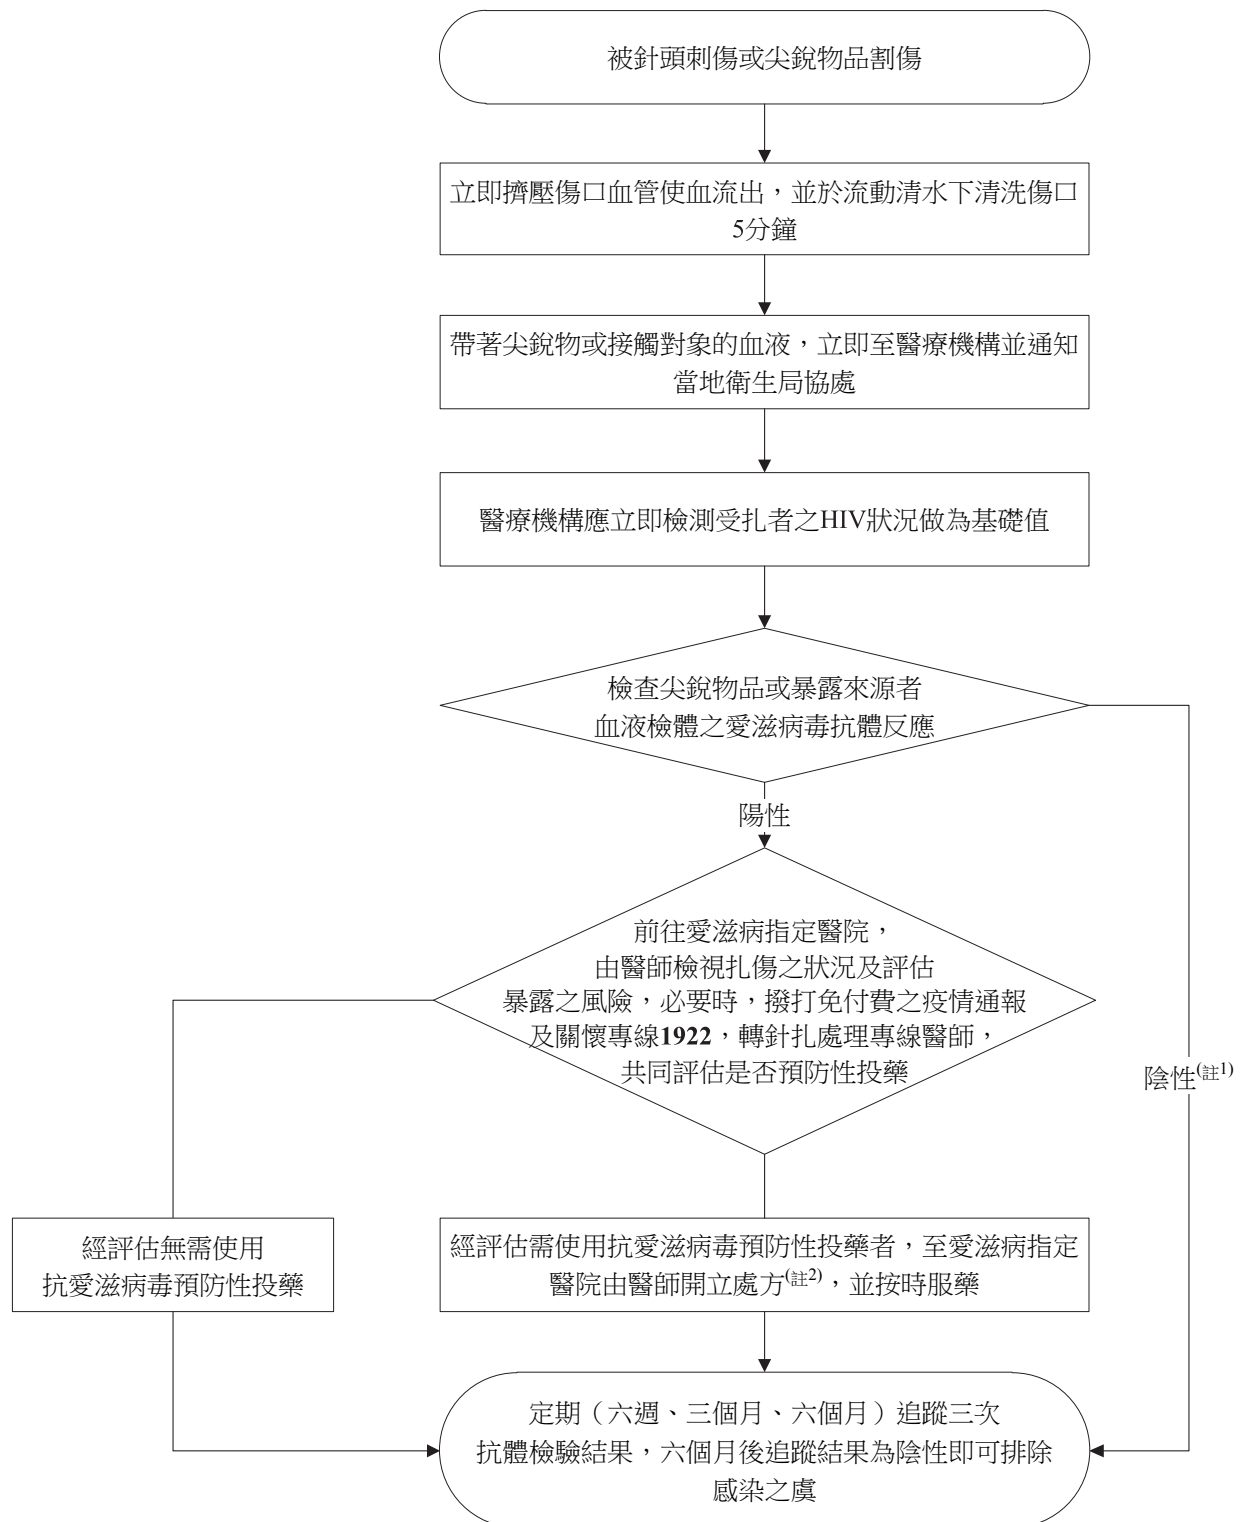 被針頭刺傷或尖銳物品割傷
立即擠壓傷口血管使血流出，並於流動清水下清洗傷口
5分鐘
帶著尖銳物或接觸對象的血液，立即至醫療機構並通知
當地衛生局協處
醫療機構應立即檢測受扎者之HIV狀況做為基礎值
檢查尖銳物品或暴露來源者
血液檢體之愛滋病毒抗體反應
陽性
前往愛滋病指定醫院，
由醫師檢視扎傷之狀況及評估
暴露之風險，必要時，撥打免付費之疫情通報
及關懷專線1922，轉針扎處理專線醫師，
共同評估是否預防性投藥
陰性(註1)
經評估無需使用
抗愛滋病毒預防性投藥
經評估需使用抗愛滋病毒預防性投藥者，至愛滋病指定
醫院由醫師開立處方(註2)，並按時服藥
定期（六週、三個月、六個月）追蹤三次
抗體檢驗結果，六個月後追蹤結果為陰性即可排除
感染之虞